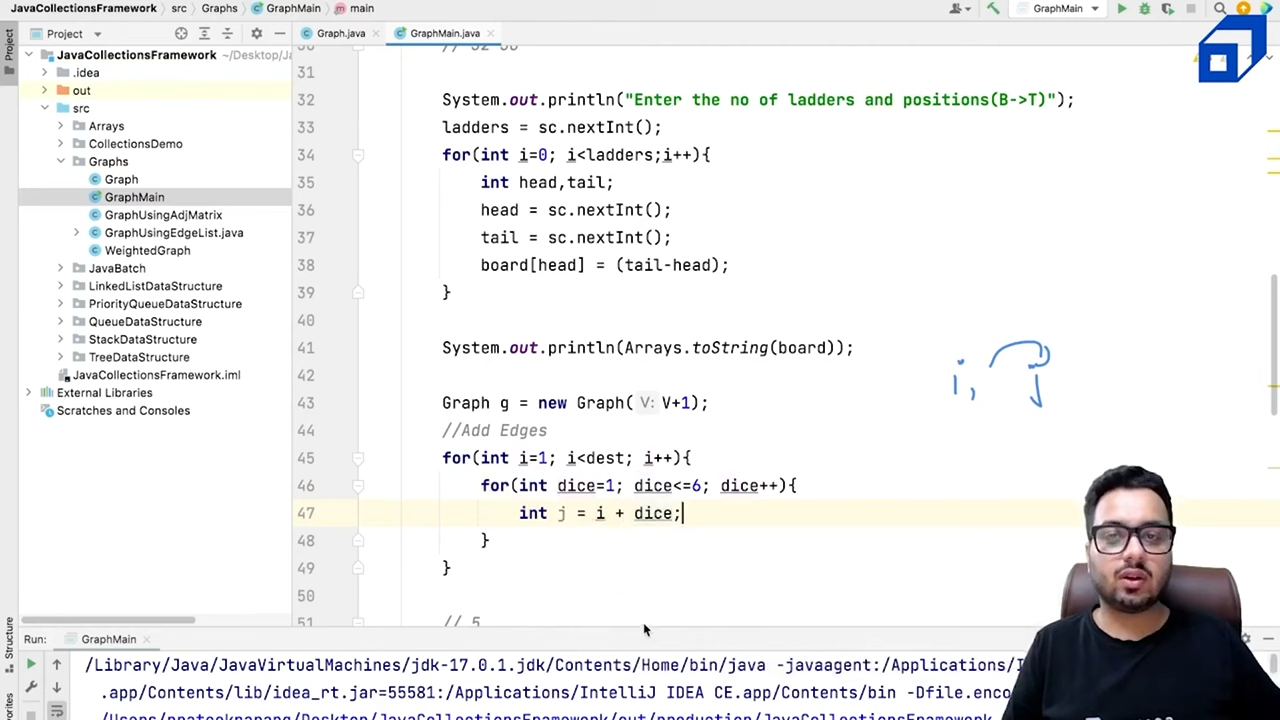 JavaCollectionsFramework > src > Graphs > GraphMain > main
GraphMain
Project
Graph.java
GraphMain.java
Project
JavaCollectionsFramework ~/Desktop/Ja
.idea
out
src
Arrays
CollectionsDemo
Graphs
Graph
GraphMain
GraphUsingAdjMatrix
GraphUsingEdgeList.java
WeightedGraph
JavaBatch
LinkedListDataStructure
PriorityQueueDataStructure
QueueDataStructure
StackDataStructure
TreeDataStructure
JavaCollectionsFramework.iml
External Libraries
Scratches and Consoles
31
32 System.out.println("Enter the no of ladders and positions(B->T)");
33 ladders = sc.nextInt();
34 for(int i=0; i<ladders;i++){
35 int head,tail;
36 head = sc.nextInt();
37 tail = sc.nextInt();
38 board[head] = (tail-head);
39 }
40
41 System.out.println(Arrays.toString(board));
42
43 Graph g = new Graph( V: V+1);
44 //Add Edges
45 for(int i=1; i<dest; i++){
46 for(int dice=1; dice<=6; dice++){
47 int j = i + dice;
48 }
49 }
50
51 // 5
i, j
Structure
Run: GraphMain
/Library/Java/JavaVirtualMachines/jdk-17.0.1.jdk/Contents/Home/bin/java -javaagent:/Applications/I
.app/Contents/lib/idea_rt.jar=55581:/Applications/IntelliJ IDEA CE.app/Contents/bin -Dfile.enco